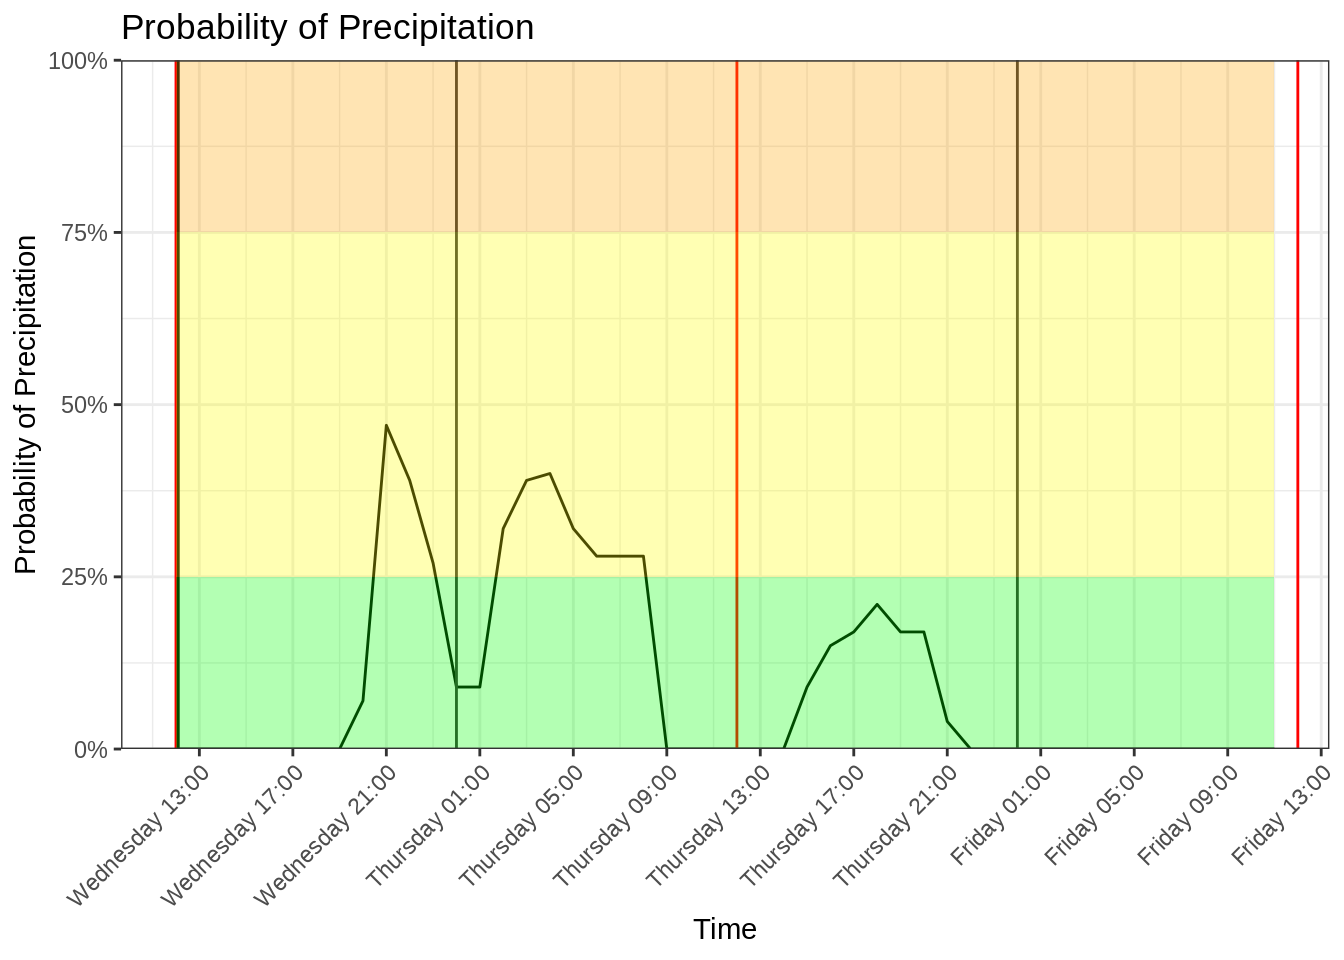 Probability of Precipitation
Probability of Precipitation
100%
75%
50%
25%
0%
Wednesday 13:00
Wednesday 17:00
Wednesday 21:00
Thursday 01:00
Thursday 05:00
Thursday 09:00
Thursday 13:00
Thursday 17:00
Thursday 21:00
Friday 01:00
Friday 05:00
Friday 09:00
Friday 13:00
Time